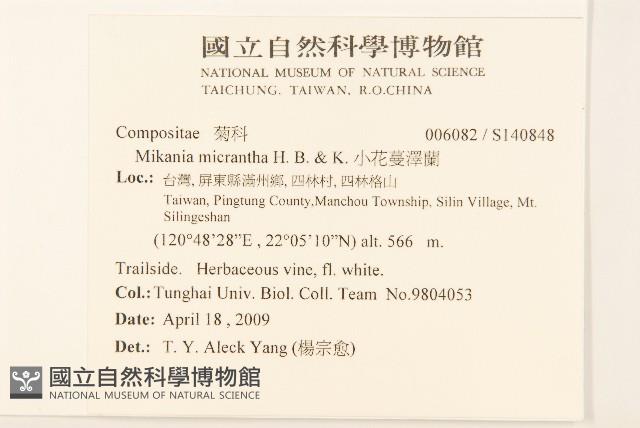 國立自然科學博物館
NATIONAL MUSEUM OF NATURAL SCIENCE
TAICHUNG, TAIWAN, R.O.CHINA
Compositae 菊科 006082 / S140848
Mikania micrantha H. B. & K. 小花蔓澤蘭
Loc.: 台灣, 屏東縣滿州鄉, 四林村, 四林格山
Taiwan, Pingtung County,Manchou Township, Silin Village, Mt.
Silingeshan
(120°48’28”E , 22°05’10”N) alt. 566 m.
Trailside. Herbaceous vine, fl. white.
Col.: Tunghai Univ. Biol. Coll. Team No.9804053
Date: April 18 , 2009
Det.: T. Y. Aleck Yang (楊宗愈)
國立自然科學博物館
NATIONAL MUSEUM OF NATURAL SCIENCE